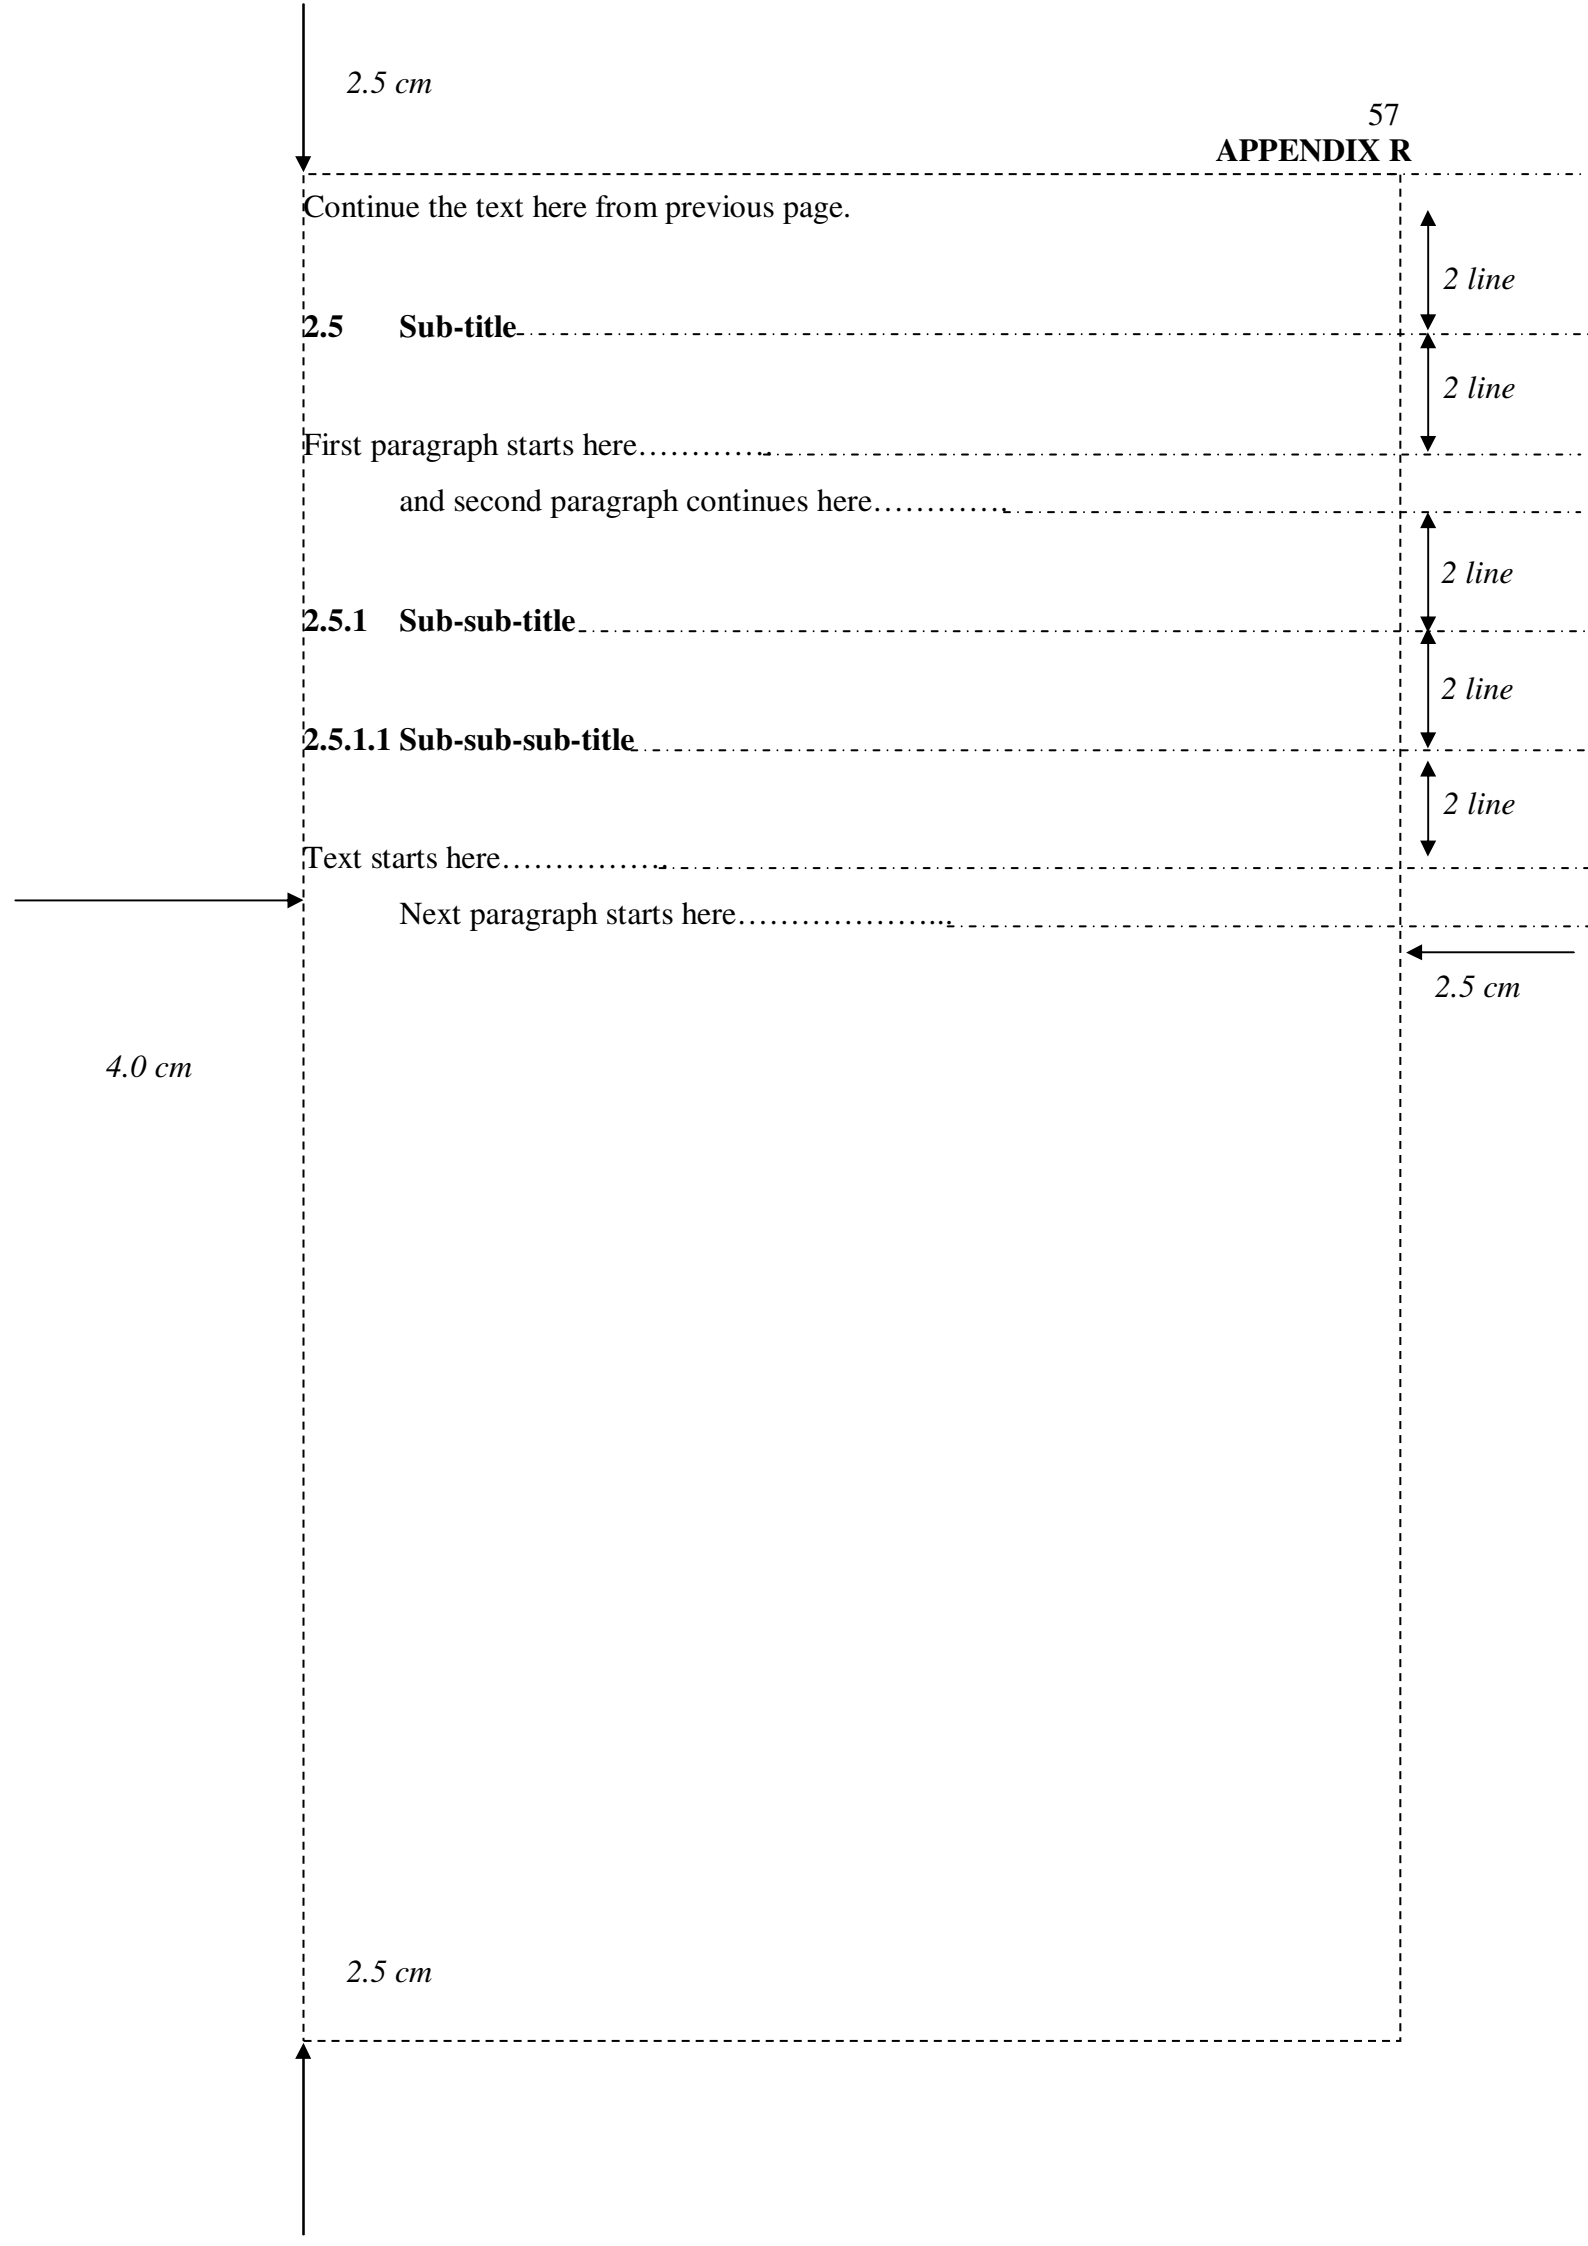 2.5 cm
57
APPENDIX R
Continue the text here from previous page.
2 line
2.5 Sub-title
2 line
First paragraph starts here………….
and second paragraph continues here………….
2 line
2.5.1 Sub-sub-title
2 line
2.5.1.1 Sub-sub-sub-title
2 line
Text starts here…………….
Next paragraph starts here…………………..
2.5 cm
4.0 cm
2.5 cm